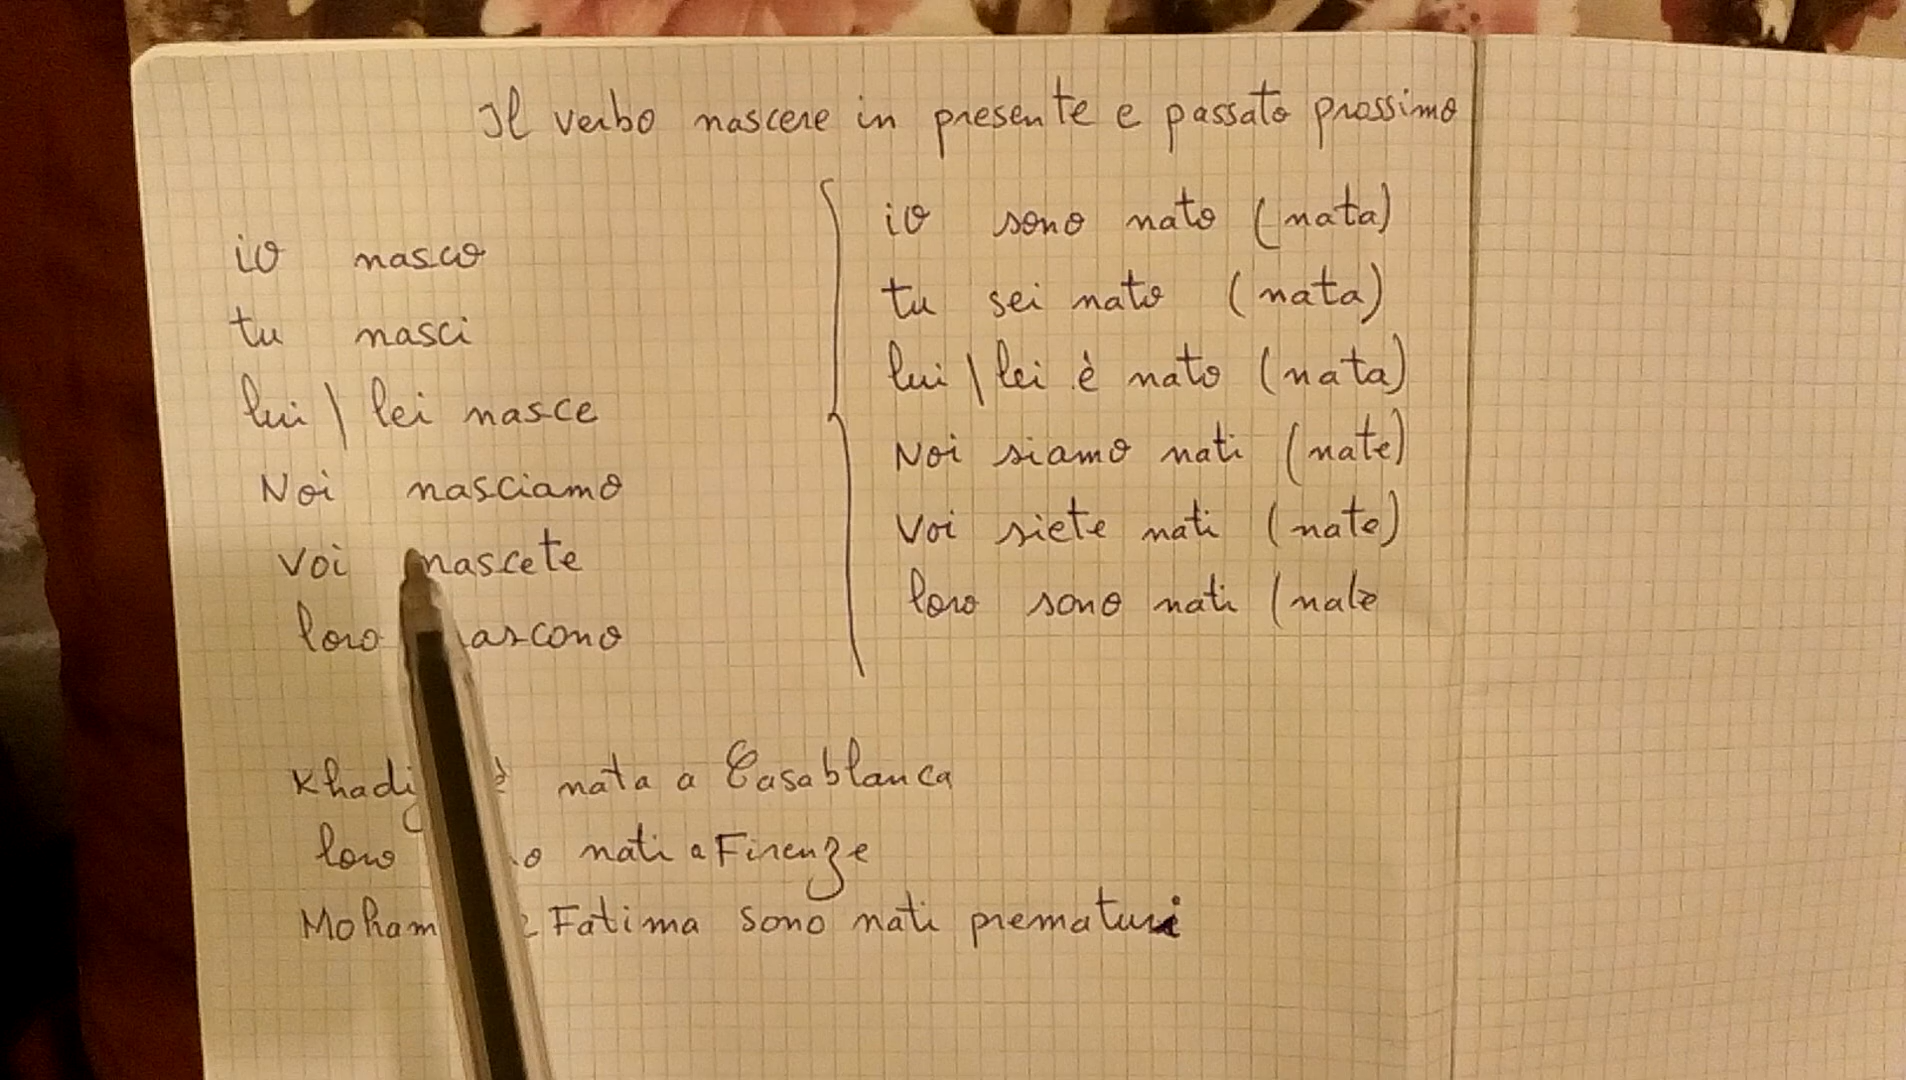 Il verbo nascere in presente e passato prossimo
io nasco
tu nasci
lui \ lei nasce
Noi nasciamo
Voi nascete
loro nascono
io sono nato (nata)
tu sei nato (nata)
lui \ lei è nato (nata)
Noi siamo nati (nate)
Voi siete nati (nate)
loro sono nati (nate
è nata a Casablanca
loro nati a Firenze
Fatima sono nati prematuri